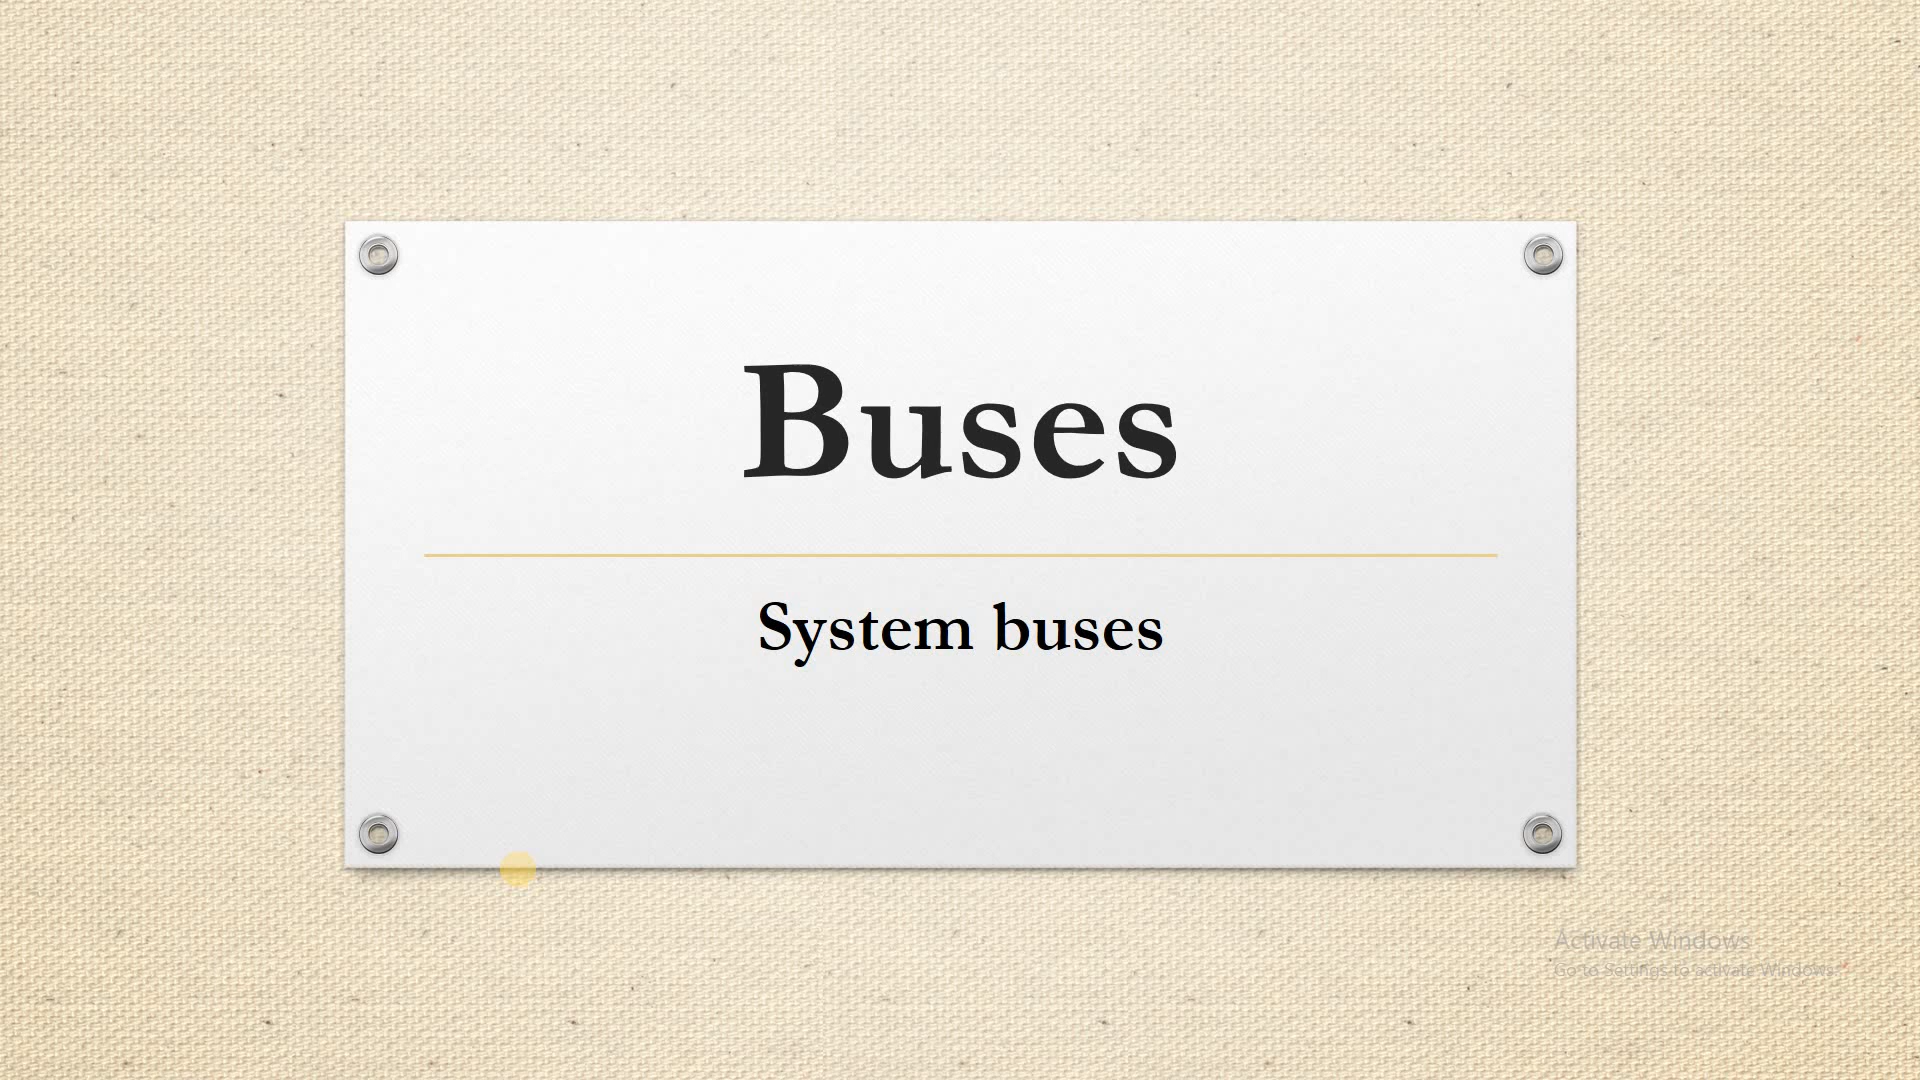 Buses
System buses
Activate Windows
Go to Settings to activate Windows.